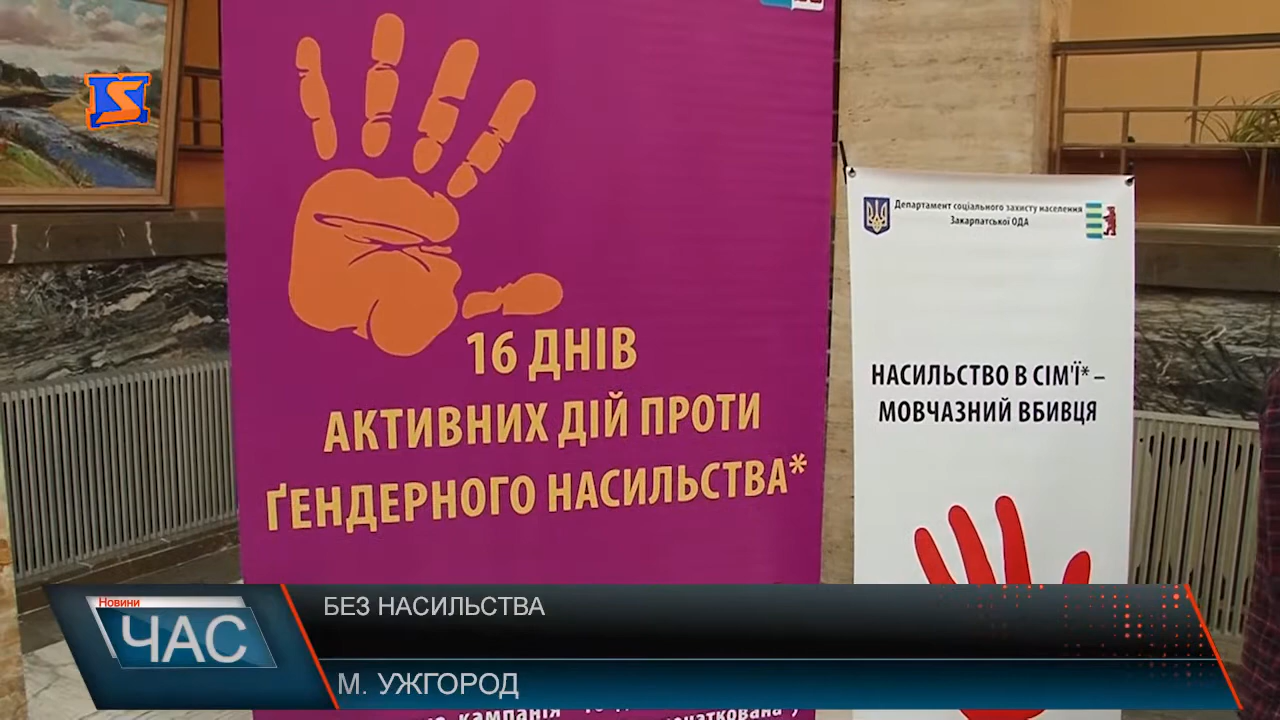 16 ДНІВ
АКТИВНИХ ДІЙ ПРОТИ
ҐЕНДЕРНОГО НАСИЛЬСТВА*
Департамент соціального захисту населення
Закарпатської ОДА
НАСИЛЬСТВО В СІМ'Ї* –
МОВЧАЗНИЙ ВБИВЦЯ
Новини
ЧАС
БЕЗ НАСИЛЬСТВА
М. УЖГОРОД
кампанія